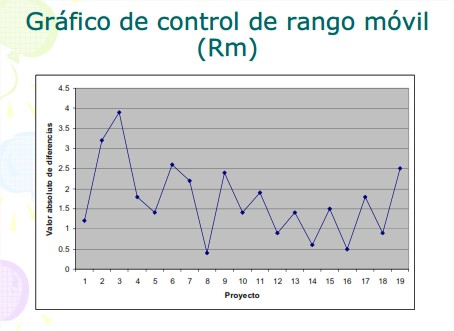 Gráfico de control de rango móvil
(Rm)
4.5
4
3.5
3
2.5
2
1.5
1
0.5
0
Valor absoluto de diferencias
1 2 3 4 5 6 7 8 9 10 11 12 13 14 15 16 17 18 19
Proyecto